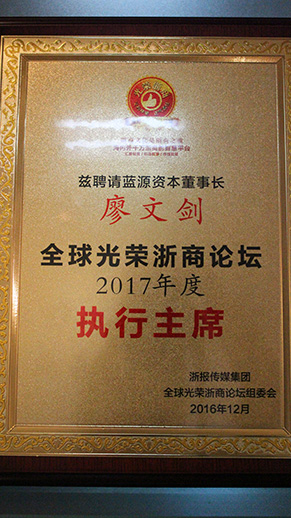 兹聘请蓝源资本董事长
廖文剑
全球光荣浙商论坛
2017年度
执行主席
浙报传媒集团
全球光荣浙商论坛组委会
2016年12月